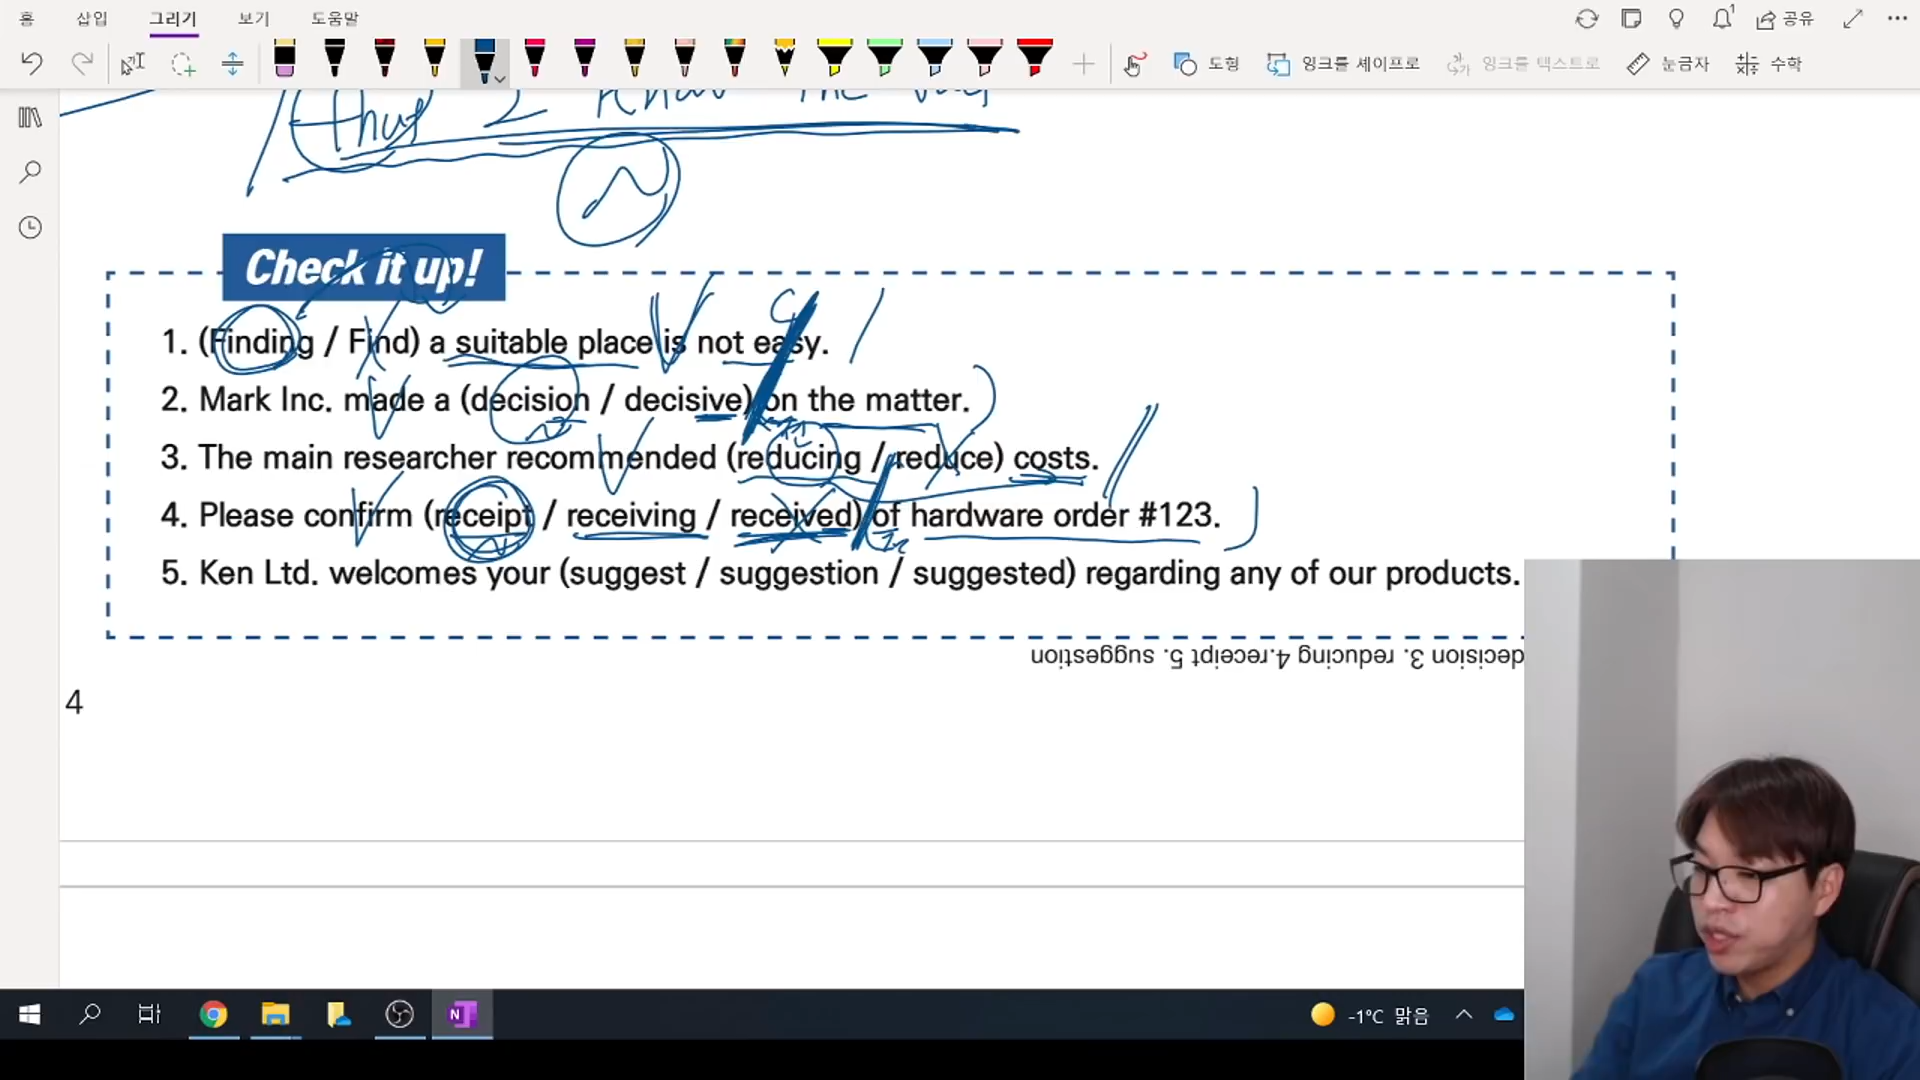 홈 삽입 그리기 보기 도움말 1 공유
도형 잉크를 셰이프로 잉크를 텍스트로 눈금자 수학
that I know the
N
Check it up!
1. (Finding / Find) a suitable place is not easy.
2. Mark Inc. made a (decision / decisive) on the matter.
3. The main researcher recommended (reducing / reduce) costs.
4. Please confirm (receipt / receiving / received) of hardware order #123.
5. Ken Ltd. welcomes your (suggest / suggestion / suggested) regarding any of our products.
decision 3. reducing 4.receipt 5. suggestion
4
N -1°C 맑음